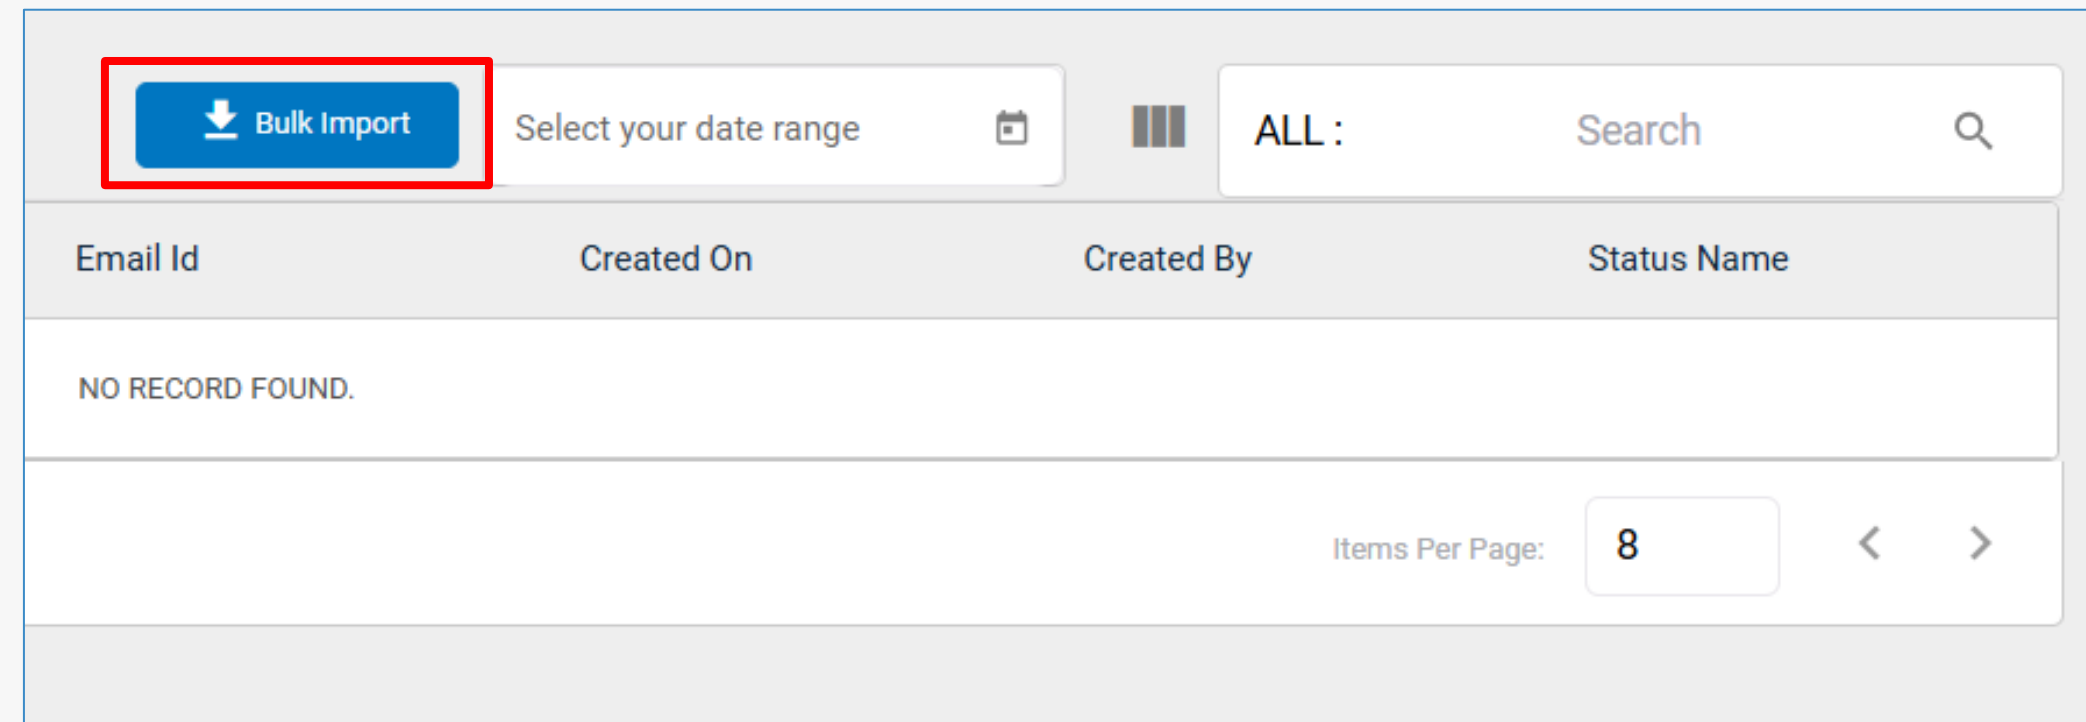 Bulk Import Select your date range ALL : Search
Email Id Created On Created By Status Name
NO RECORD FOUND.
Items Per Page: 8